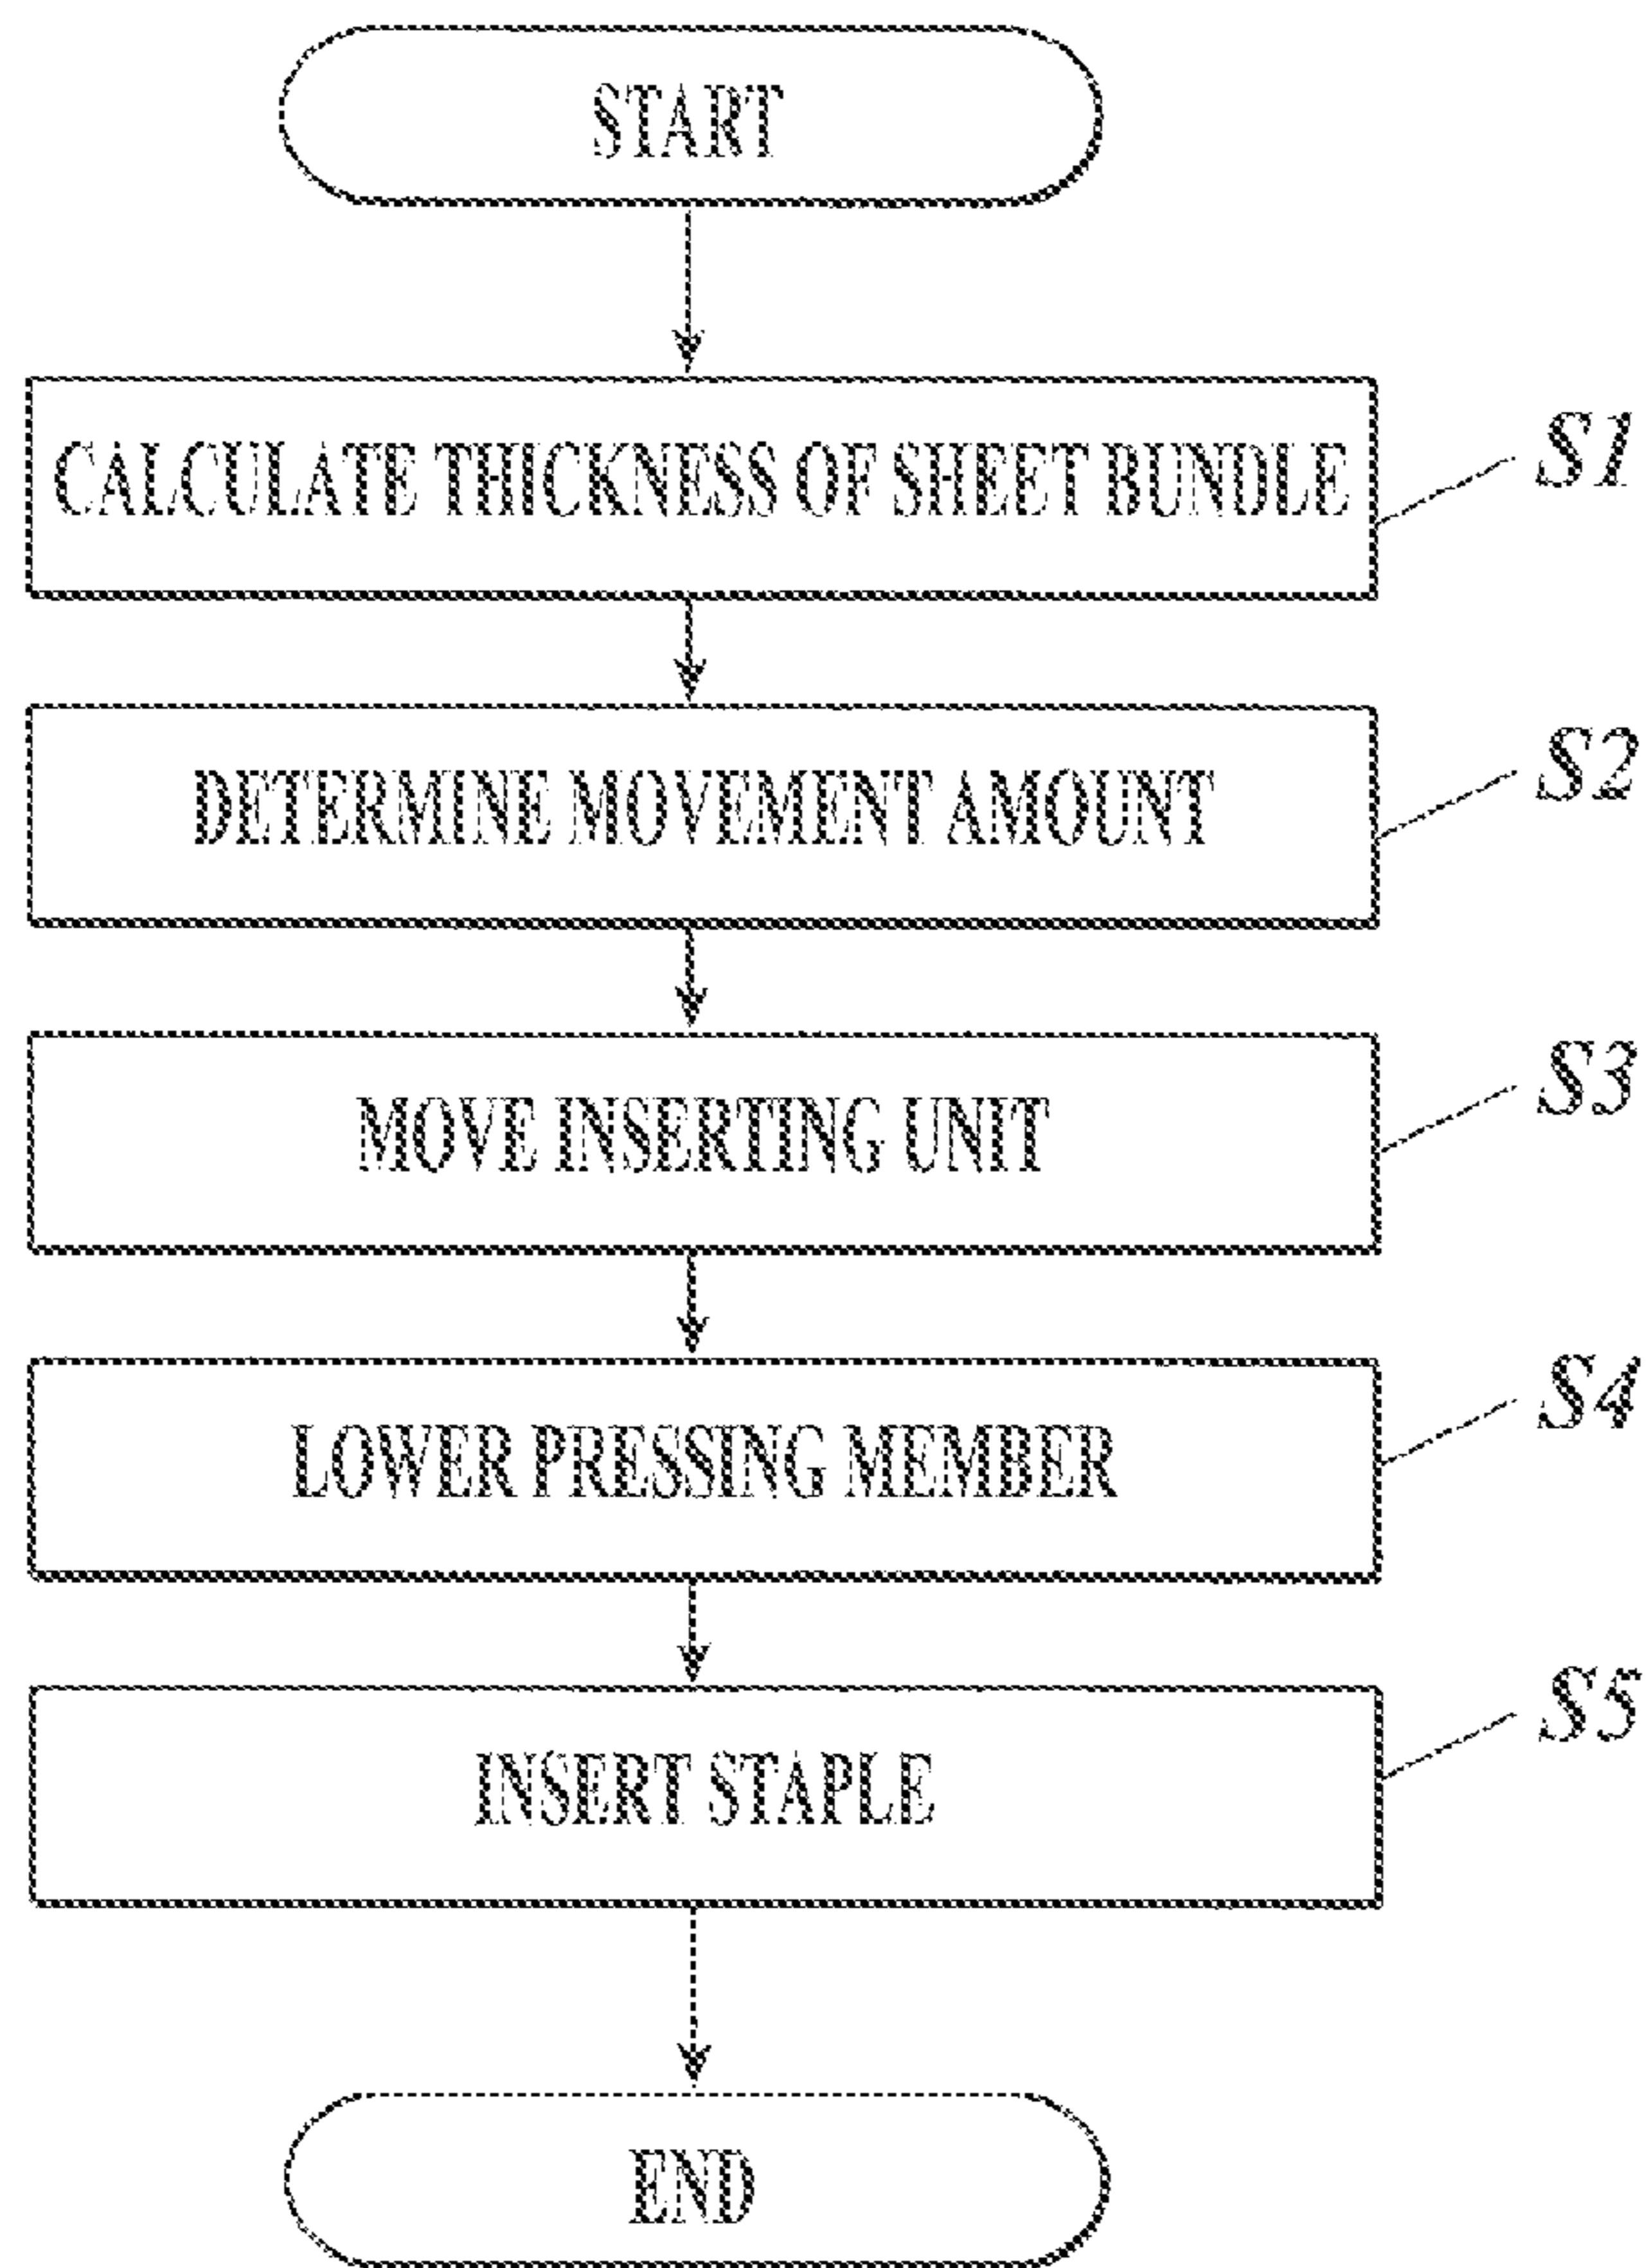 START
CALCULATE THICKNESS OF SHEET BUNDLE
S1
DETERMINE MOVEMENT AMOUNT
S2
MOVE INSERTING UNIT
S3
LOWER PRESSING MEMBER
S4
INSERT STAPLE
S5
END